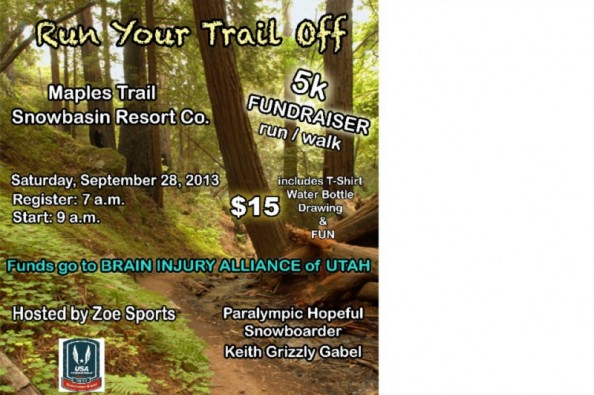 Run Your Trail Off
Maples Trail
Snowbasin Resort Co.
5k
FUNDRAISER
run / walk
Saturday, September 28, 2013
Register: 7 a.m.
Start: 9 a.m.
$15
includes T-Shirt
Water Bottle
Drawing
&
FUN
Funds go to BRAIN INJURY ALLIANCE of UTAH
Hosted by Zoe Sports
Paralympic Hopeful
Snowboarder
Keith Grizzly Gabel
USA